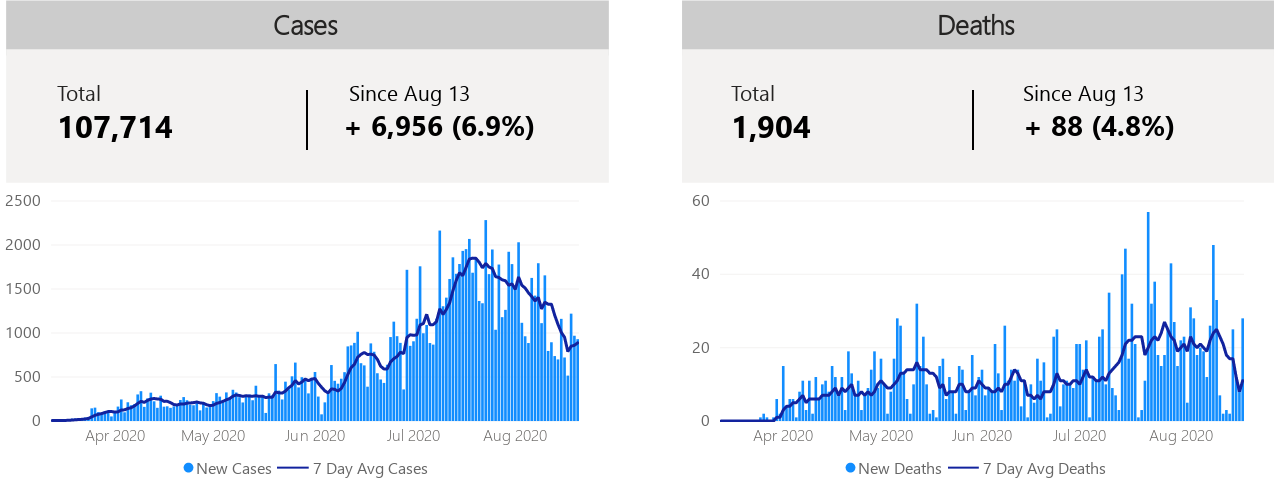 Cases
Total
107,714
Since Aug 13
+ 6,956 (6.9%)
2500
2000
1500
1000
500
0
Apr 2020 May 2020 Jun 2020 Jul 2020 Aug 2020
New Cases 7 Day Avg Cases
Deaths
Total
1,904
Since Aug 13
+ 88 (4.8%)
60
40
20
0
Apr 2020 May 2020 Jun 2020 Jul 2020 Aug 2020
New Deaths 7 Day Avg Deaths